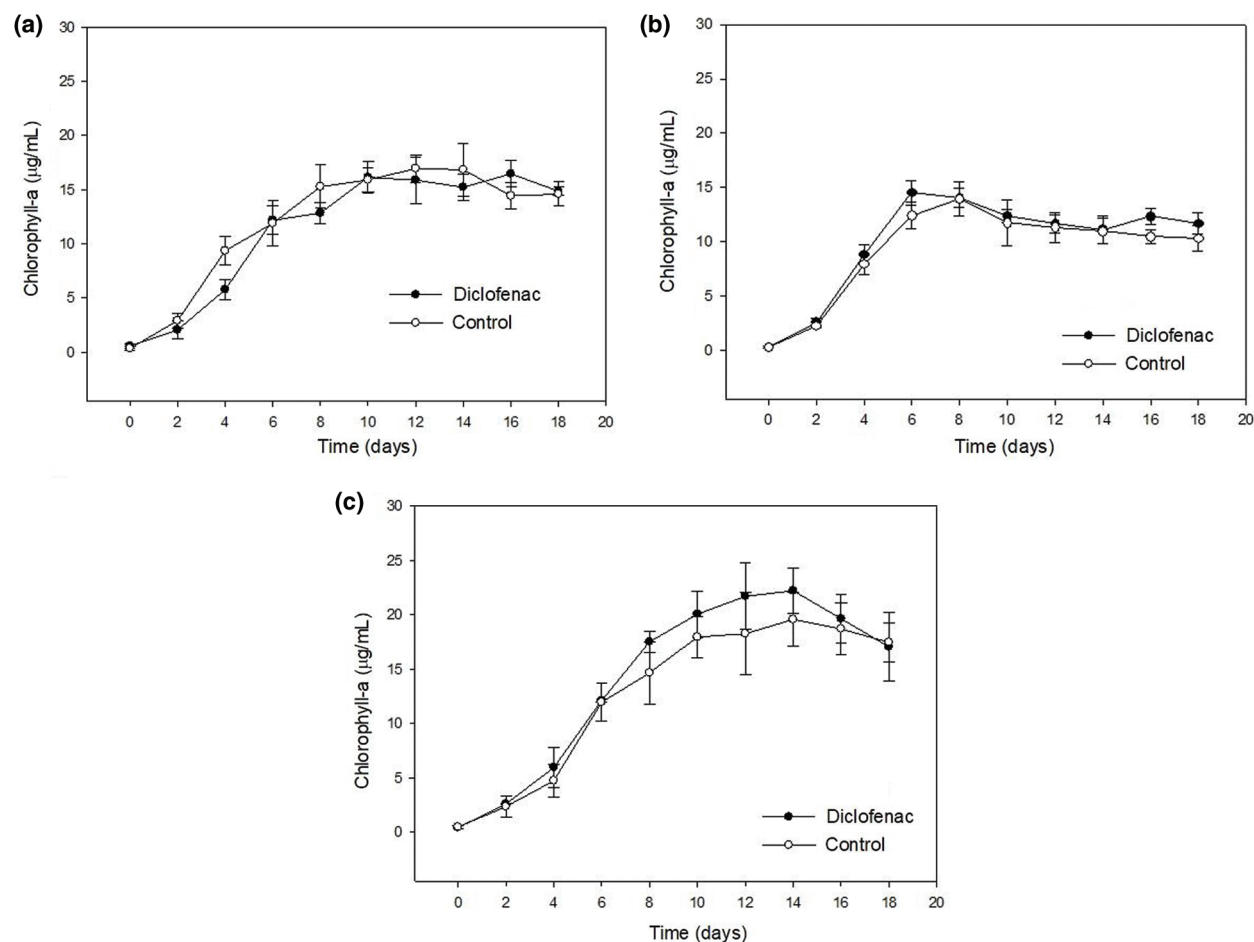 (a)
30
25
20
15
10
5
0
Chlorophyll-a (μg/mL)
Diclofenac
Control
0 2 4 6 8 10 12 14 16 18 20
Time (days)
(b)
30
25
20
15
10
5
0
Chlorophyll-a (μg/mL)
Diclofenac
Control
0 2 4 6 8 10 12 14 16 18 20
Time (days)
(c)
30
25
20
15
10
5
0
Chlorophyll-a (μg/mL)
Diclofenac
Control
0 2 4 6 8 10 12 14 16 18 20
Time (days)